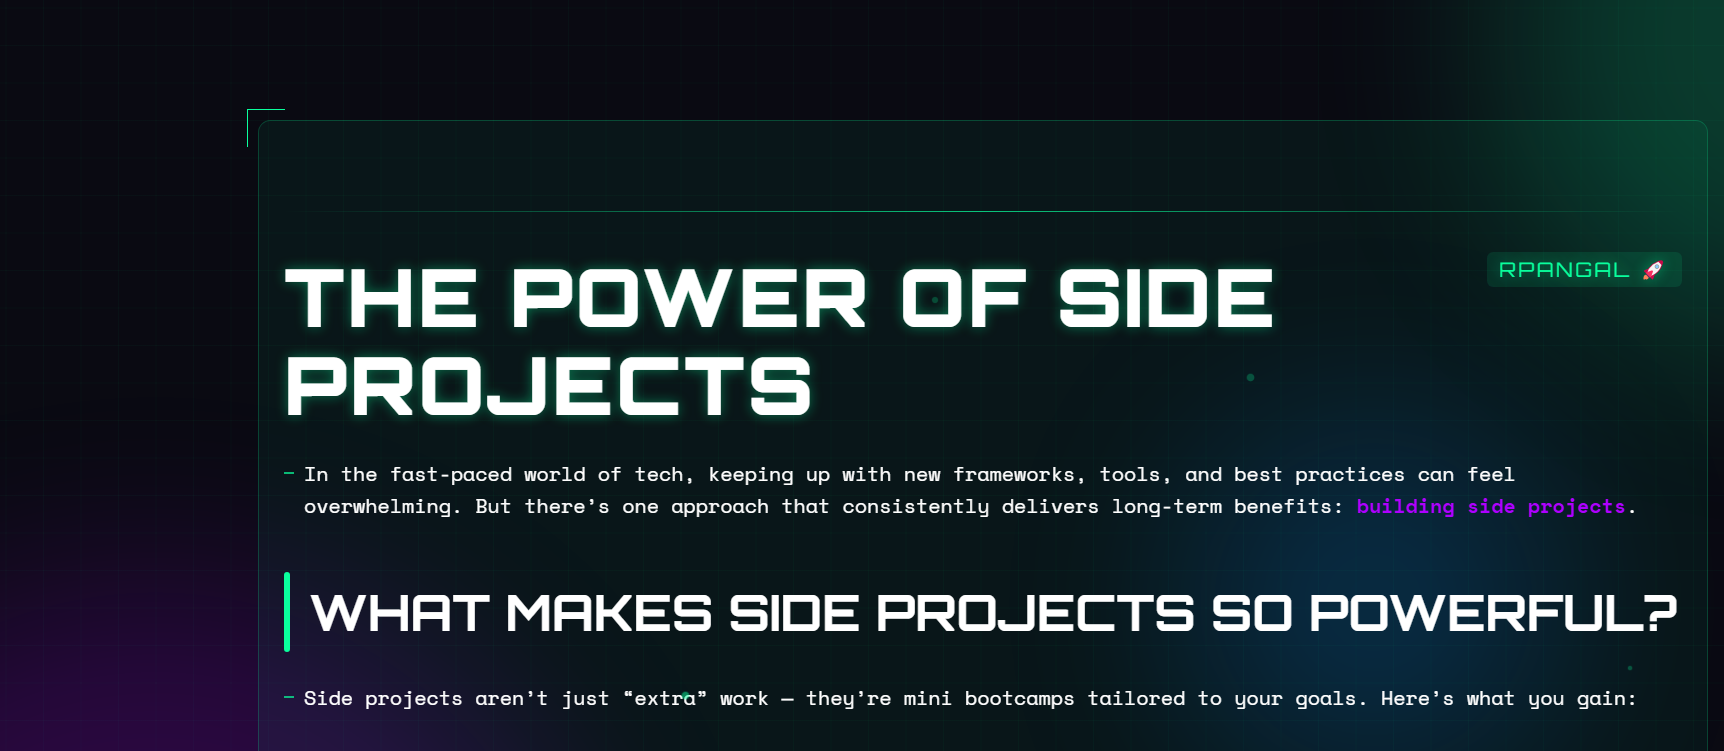 THE POWER OF SIDE
PROJECTS
RPANGAL 🚀
In the fast-paced world of tech, keeping up with new frameworks, tools, and best practices can feel
overwhelming. But there’s one approach that consistently delivers long-term benefits: building side projects.
WHAT MAKES SIDE PROJECTS SO POWERFUL?
Side projects aren’t just “extra” work — they’re mini bootcamps tailored to your goals. Here’s what you gain: